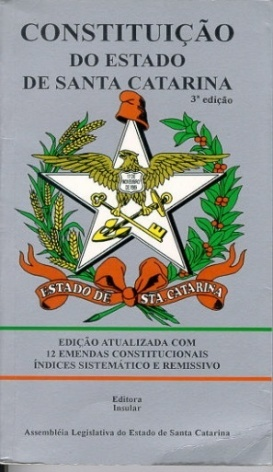 CONSTITUIÇÃO
DO ESTADO
DE SANTA CATARINA
3ª edição
ESTADO DE STA CATARINA
EDIÇÃO ATUALIZADA COM
12 EMENDAS CONSTITUCIONAIS
ÍNDICES SISTEMÁTICO E REMISSIVO
Editora
Insular
Assembléia Legislativa do Estado de Santa Catarina